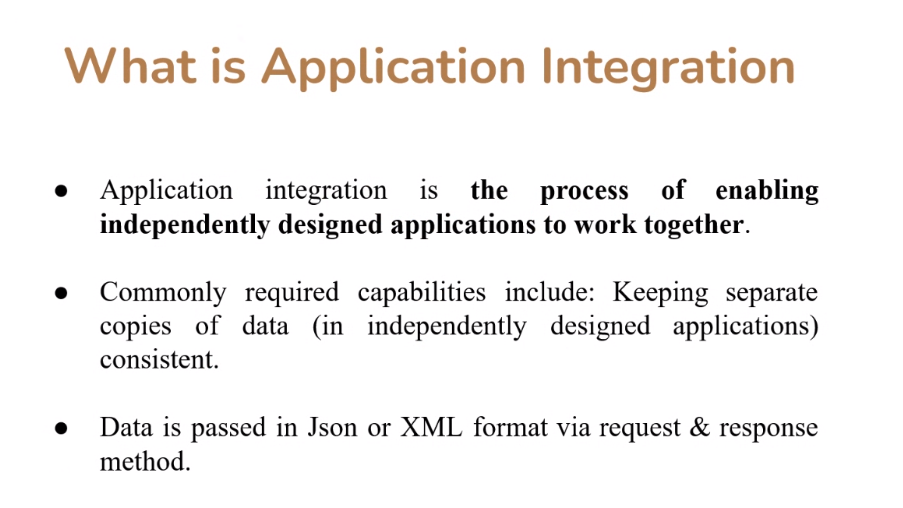 What is Application Integration
● Application integration is the process of enabling
independently designed applications to work together.
● Commonly required capabilities include: Keeping separate
copies of data (in independently designed applications)
consistent.
● Data is passed in Json or XML format via request & response
method.